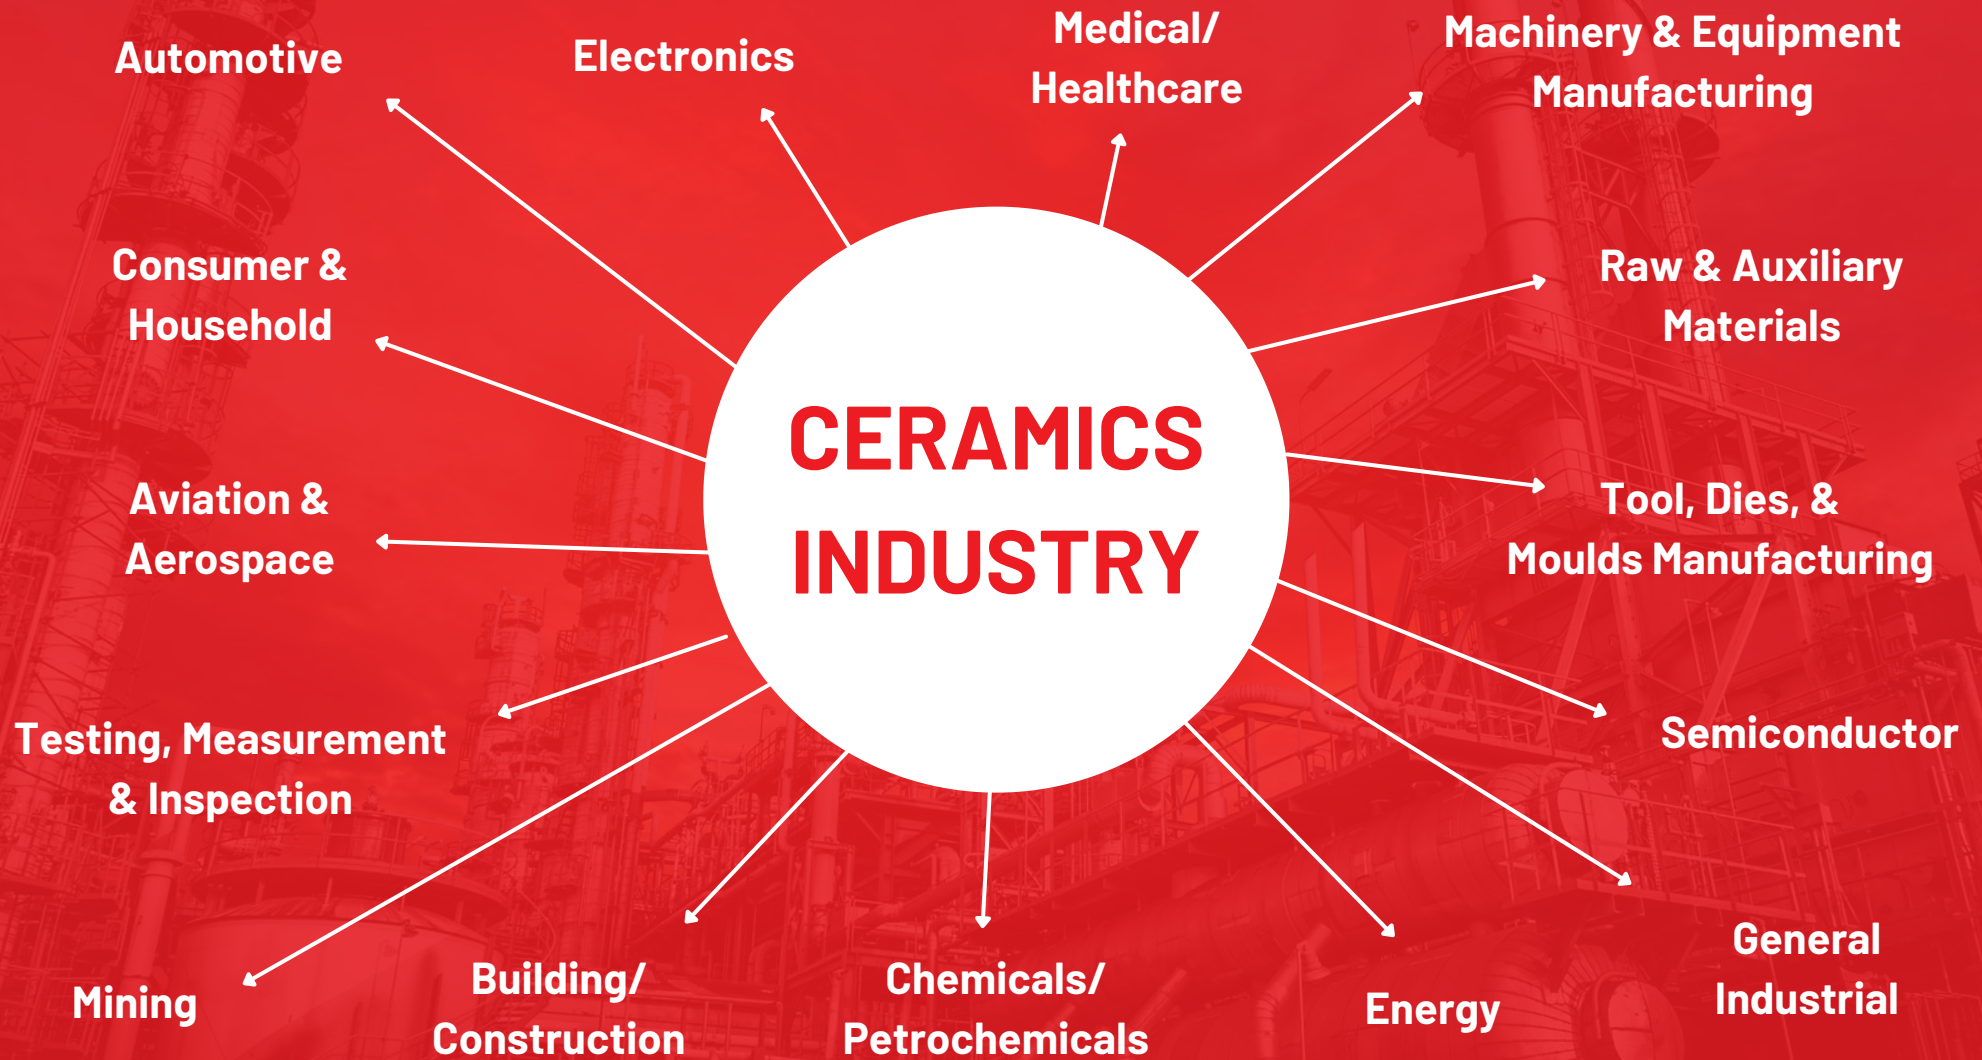 Automotive
Electronics
Medical/
Healthcare
Machinery & Equipment
Manufacturing
Consumer &
Household
Raw & Auxiliary
Materials
CERAMICS
INDUSTRY
Aviation &
Aerospace
Tool, Dies, &
Moulds Manufacturing
Testing, Measurement
& Inspection
Semiconductor
Mining
Building/
Construction
Chemicals/
Petrochemicals
Energy
General
Industrial